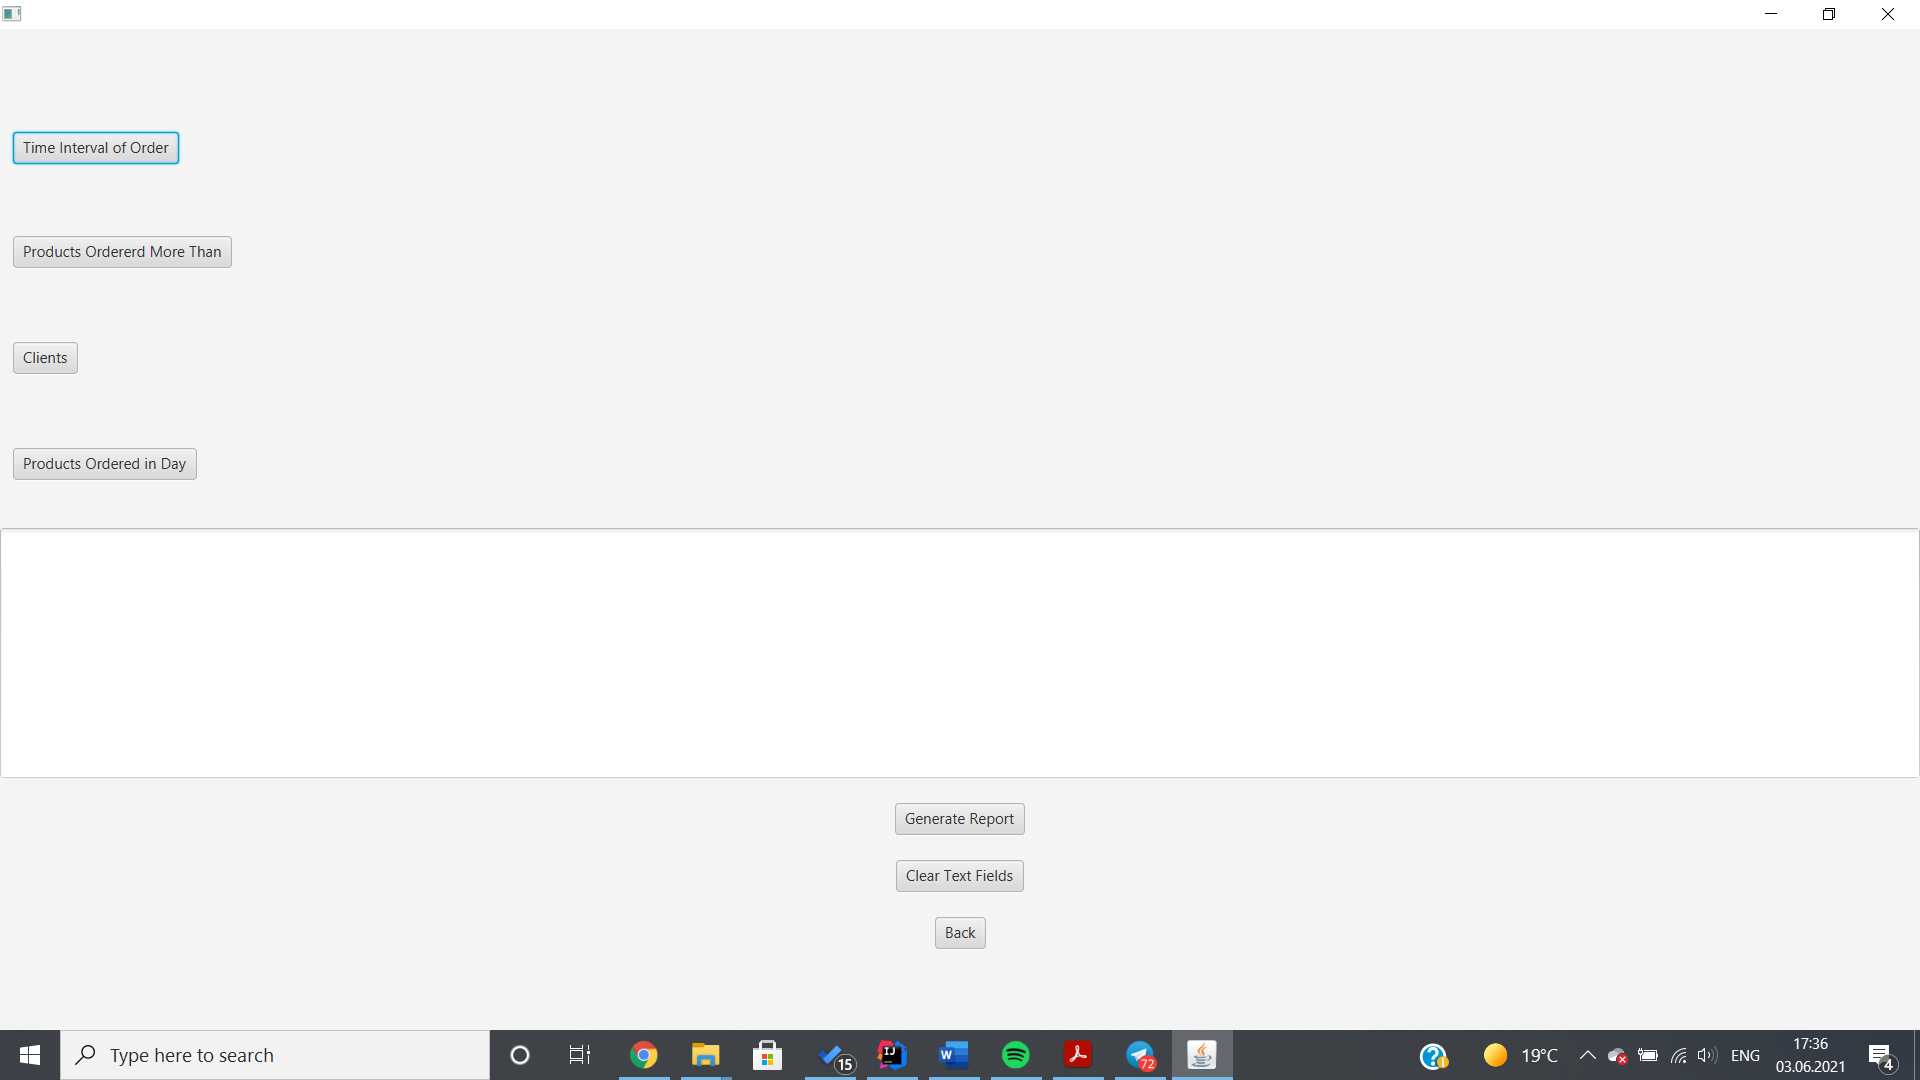 Time Interval of Order
Products Ordererd More Than
Clients
Products Ordered in Day
Generate Report
Clear Text Fields
Back
Type here to search
15
IJ
W
72
19°C
ENG
17:36
03.06.2021
4